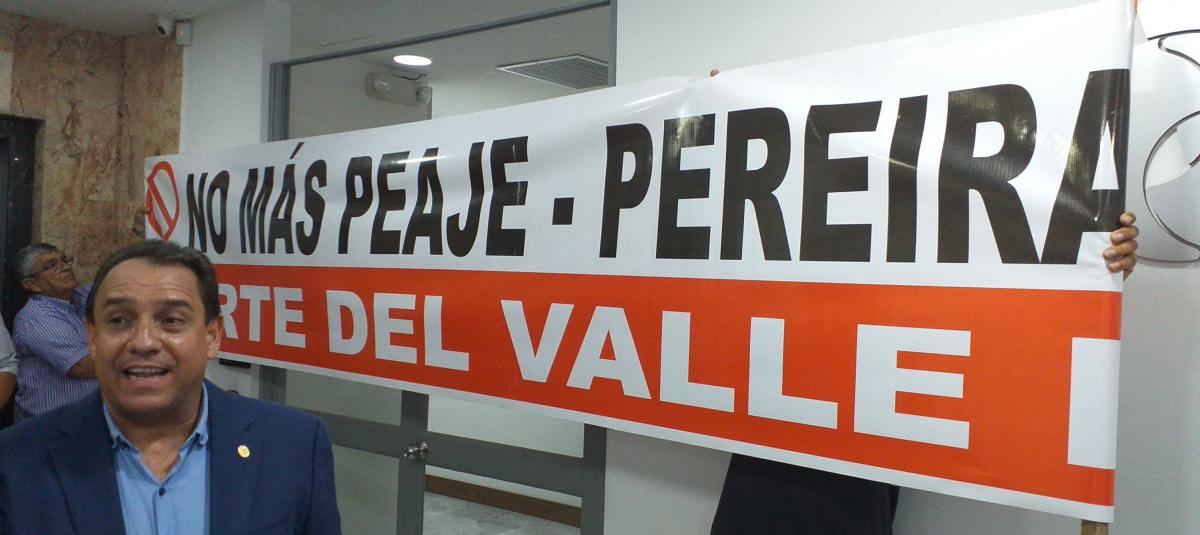 NO MÁS PEAJE - PEREIRA
RTE DEL VALLE